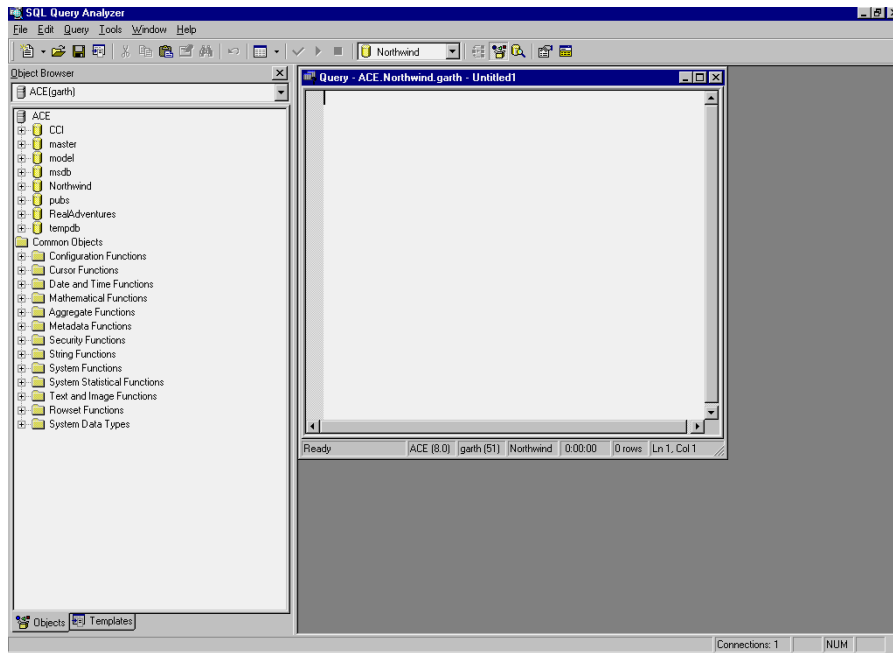 SQL Query Analyzer
File Edit Query Tools Window Help
Northwind
Object Browser
ACE(garth)
ACE
CCI
master
model
msdb
Northwind
pubs
RealAdventures
tempdb
Common Objects
Configuration Functions
Cursor Functions
Date and Time Functions
Mathematical Functions
Aggregate Functions
Metadata Functions
Security Functions
String Functions
System Functions
System Statistical Functions
Text and Image Functions
Rowset Functions
System Data Types
Objects Templates
Query - ACE.Northwind.garth - Untitled1
Ready ACE (8.0) garth (51) Northwind 0:00:00 0 rows Ln 1, Col 1
Connections: 1 NUM